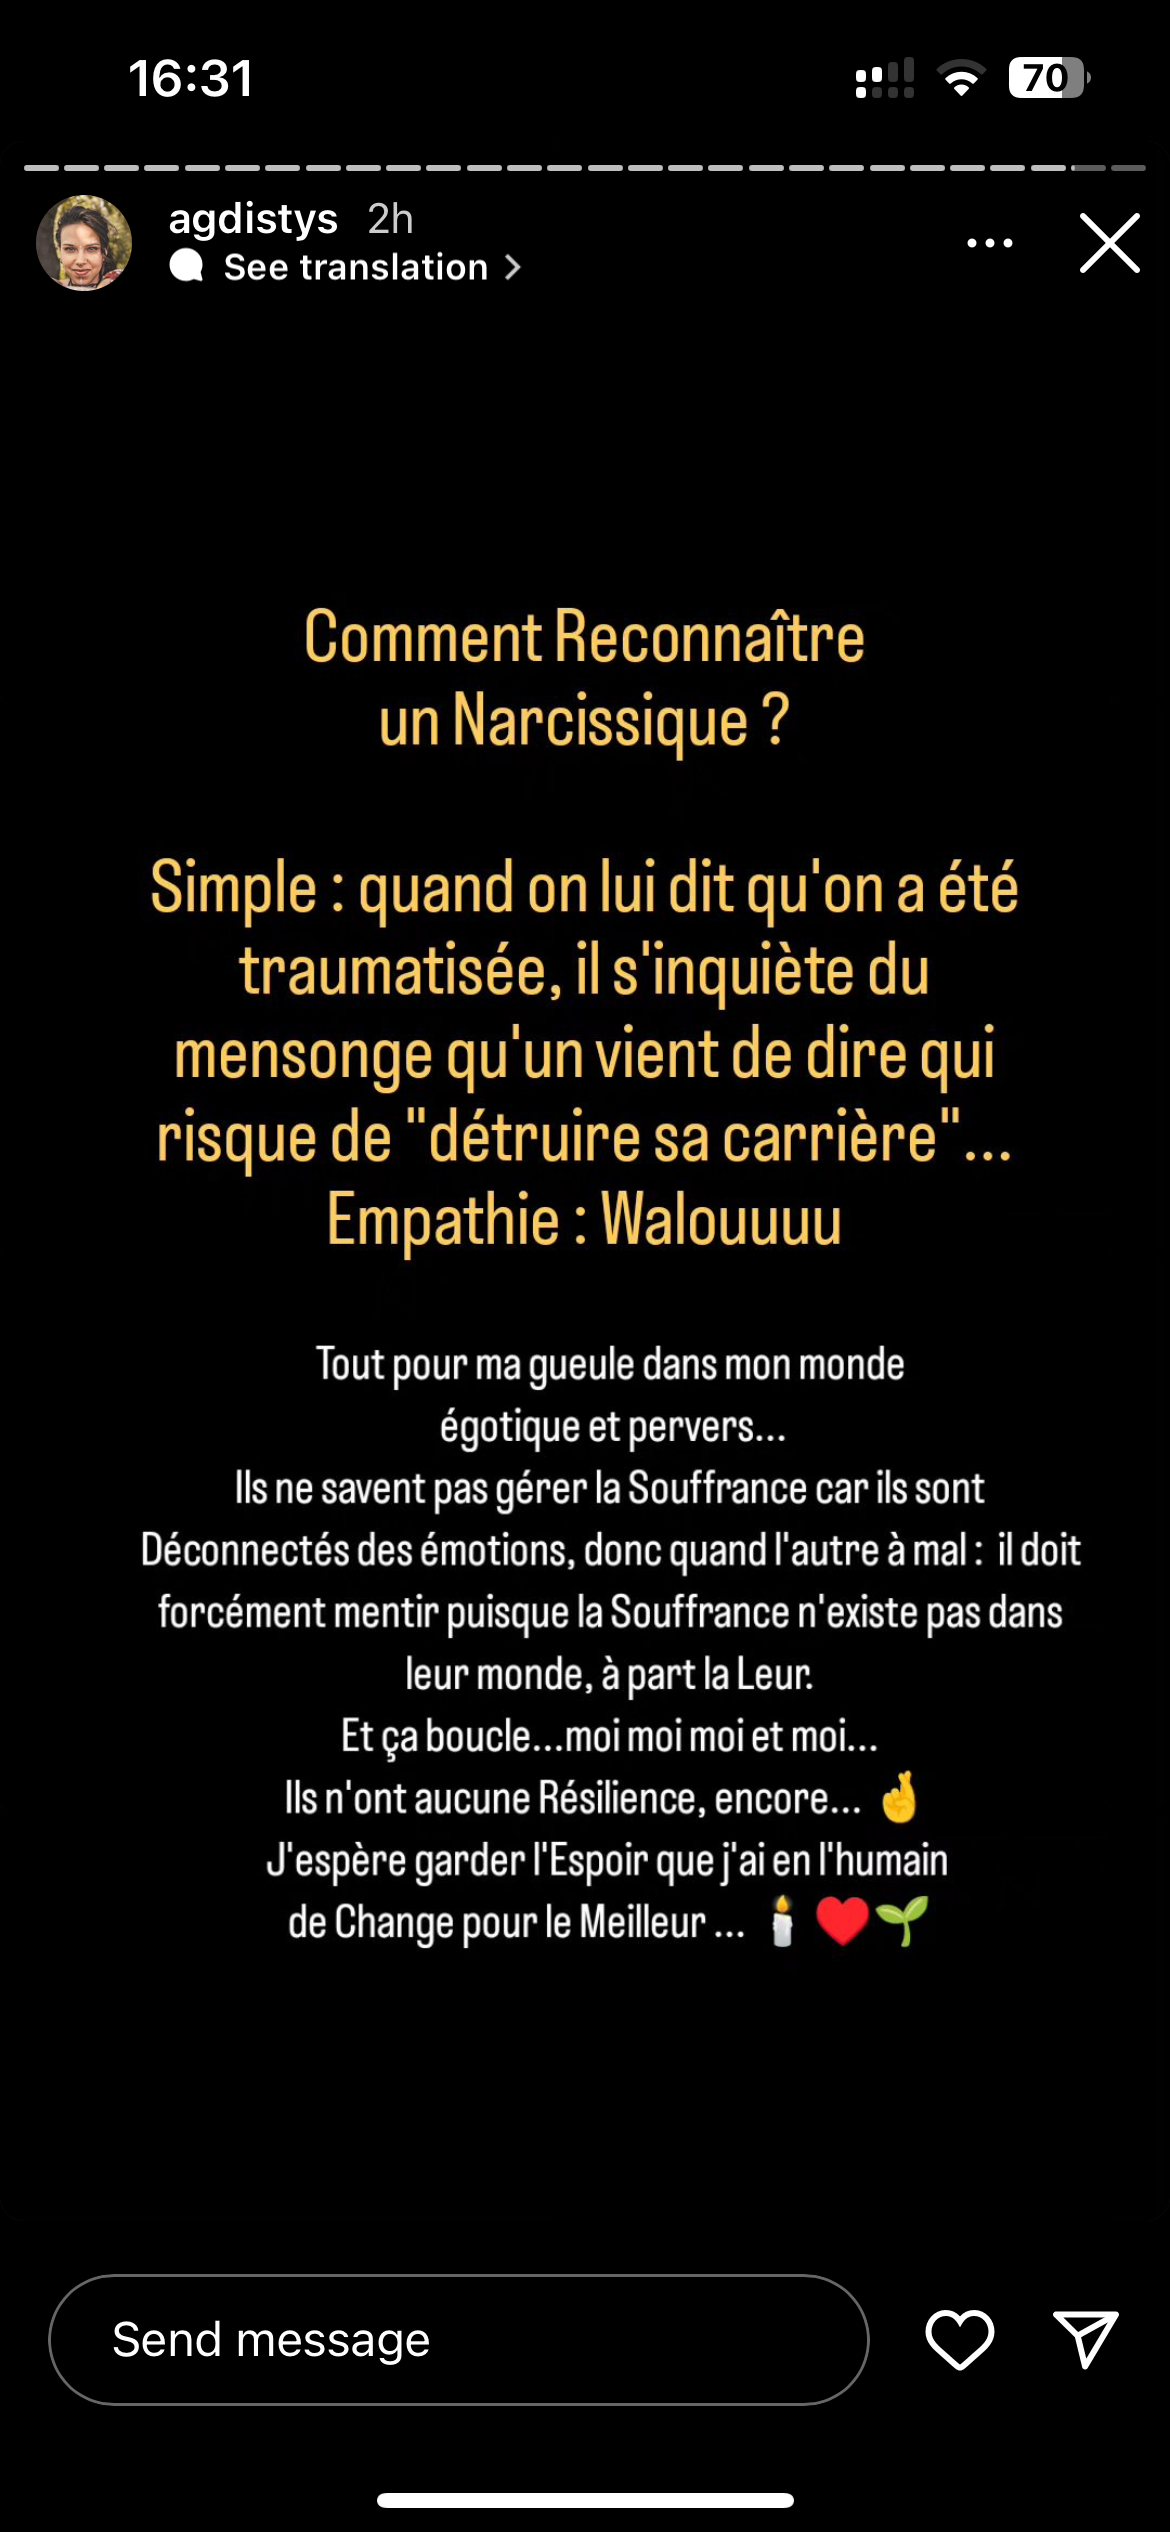 16:31
70
agdistys 2h
See translation
Comment Reconnaître
un Narcissique ?
Simple : quand on lui dit qu'on a été
traumatisée, il s'inquiète du
mensonge qu'un vient de dire qui
risque de "détruire sa carrière"...
Empathie : Walouuuu
Tout pour ma gueule dans mon monde
égotique et pervers...
Ils ne savent pas gérer la Souffrance car ils sont
Déconnectés des émotions, donc quand l'autre à mal :  il doit
forcément mentir puisque la Souffrance n'existe pas dans
leur monde, à part la Leur.
Et ça boucle...moi moi moi et moi...
Ils n'ont aucune Résilience, encore... 🤞
J'espère garder l'Espoir que j'ai en l'humain
de Change pour le Meilleur ... 🕯️❤️🌱
Send message